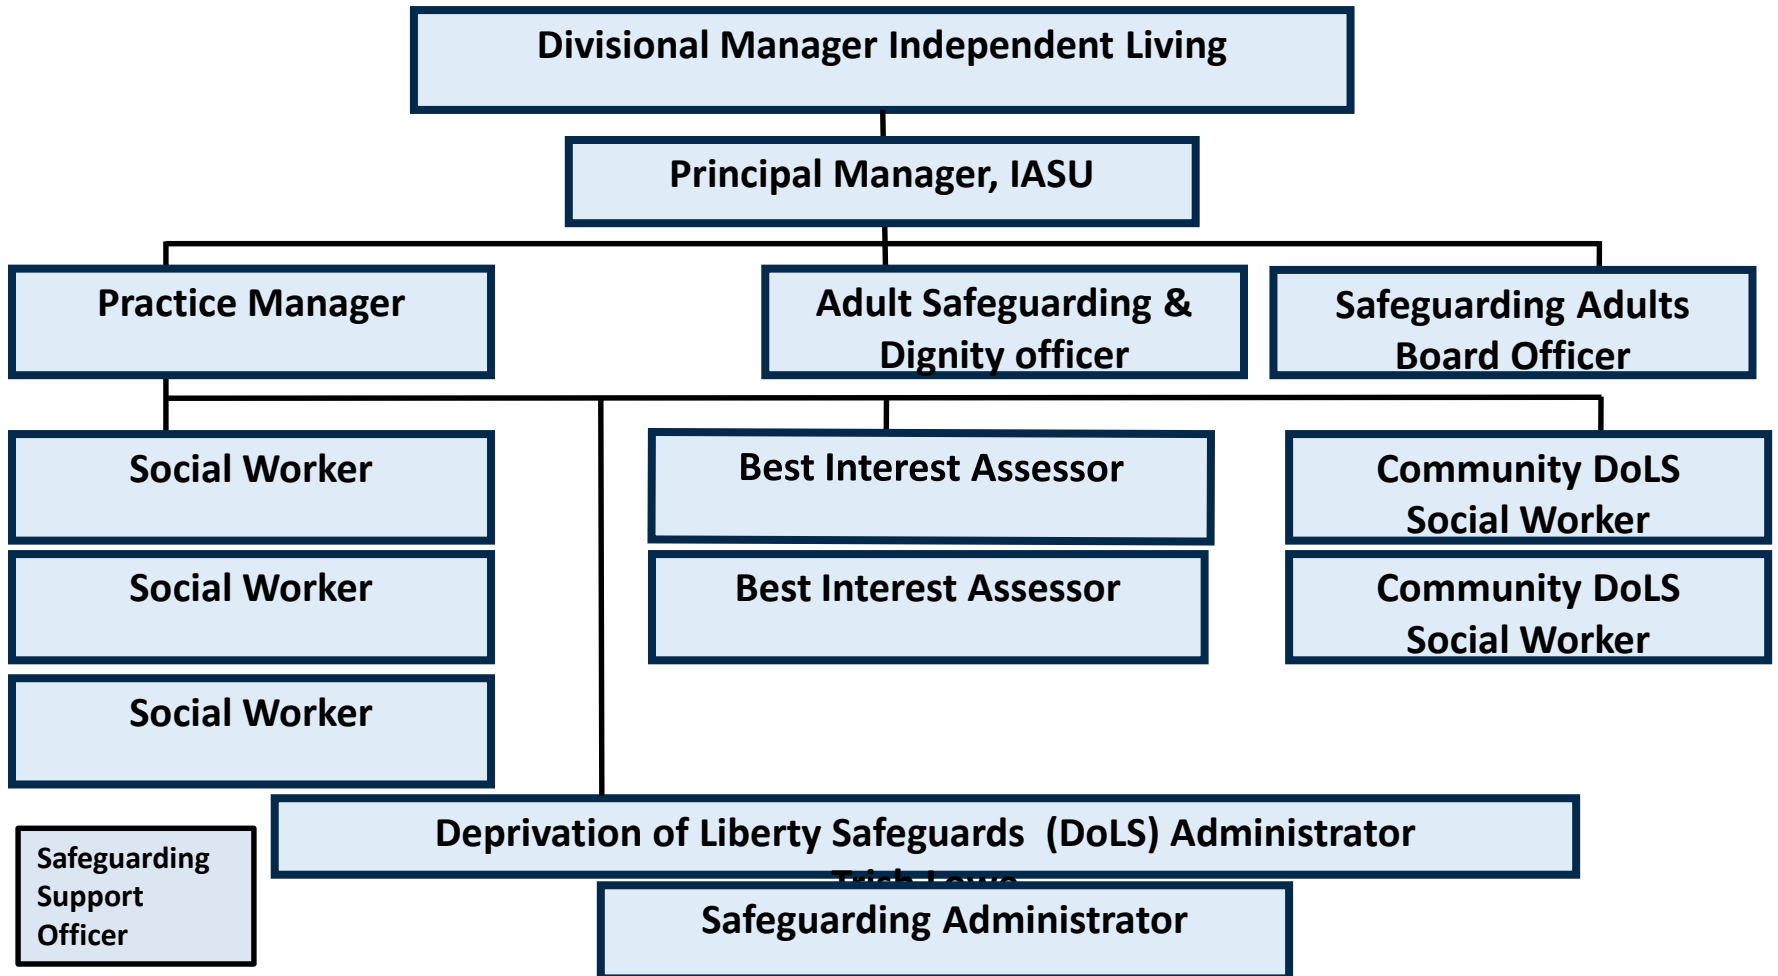 Divisional Manager Independent Living
Principal Manager, IASU
Practice Manager
Adult Safeguarding &
Dignity officer
Safeguarding Adults
Board Officer
Social Worker
Best Interest Assessor
Community DoLS
Social Worker
Social Worker
Best Interest Assessor
Community DoLS
Social Worker
Social Worker
Deprivation of Liberty Safeguards  (DoLS) Administrator
Safeguarding
Support
Officer
Safeguarding Administrator